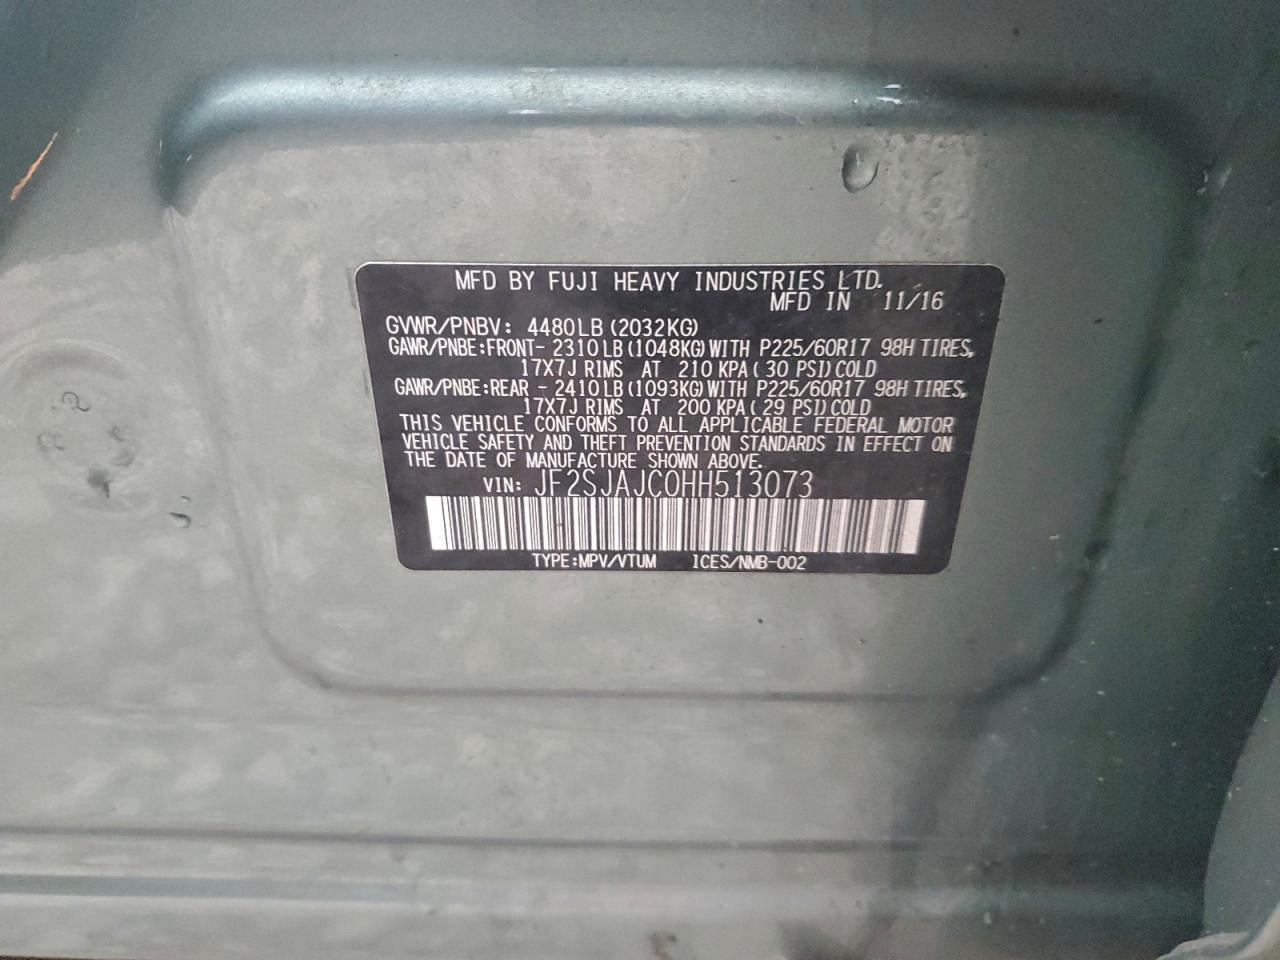 MFD BY FUJI HEAVY INDUSTRIES LTD.
MFD IN 11/16
GVWR/PNBV: 4480LB (2032KG)
GAWR/PNBE:FRONT- 2310LB (1048KG) WITH P225/60R17 98H TIRES,
17X7J RIMS AT 210 KPA ( 30 PSI) COLD
GAWR/PNBE:REAR - 2410LB (1093KG) WITH P225/60R17 98H TIRES,
17X7J RIMS AT 200 KPA ( 29 PSI) COLD
THIS VEHICLE CONFORMS TO ALL APPLICABLE FEDERAL MOTOR
VEHICLE SAFETY AND THEFT PREVENTION STANDARDS IN EFFECT ON
THE DATE OF MANUFACTURE SHOWN ABOVE.
VIN: JF2SJAJC0HH513073
TYPE:MPV/VTUM ICES/NMB-002